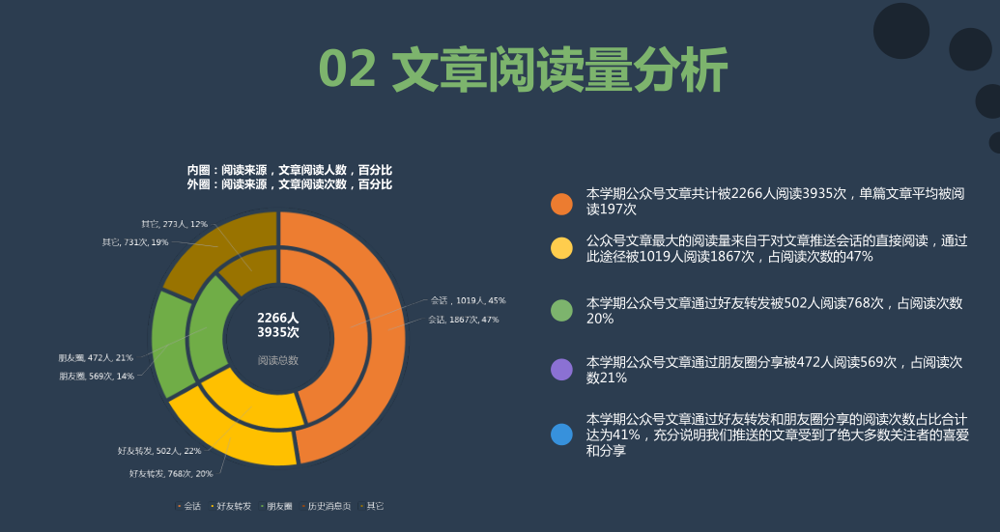 02 文章阅读量分析
内圈：阅读来源，文章阅读人数，百分比
外圈：阅读来源，文章阅读次数，百分比
其它, 273人, 12%
其它, 731次, 19%
会话 , 1019人, 45%
会话, 1867次, 47%
2266人
3935次
阅读总数
朋友圈, 472人, 21%
朋友圈, 569次, 14%
好友转发, 502人, 22%
好友转发, 768次, 20%
会话 好友转发 朋友圈 历史消息页 其它
本学期公众号文章共计被2266人阅读3935次，单篇文章平均被阅
读197次
公众号文章最大的阅读量来自于对文章推送会话的直接阅读，通过
此途径被1019人阅读1867次，占阅读次数的47%
本学期公众号文章通过好友转发被502人阅读768次，占阅读次数
20%
本学期公众号文章通过朋友圈分享被472人阅读569次，占阅读次
数21%
本学期公众号文章通过好友转发和朋友圈分享的阅读次数占比合计
达为41%，充分说明我们推送的文章受到了绝大多数关注者的喜爱
和分享